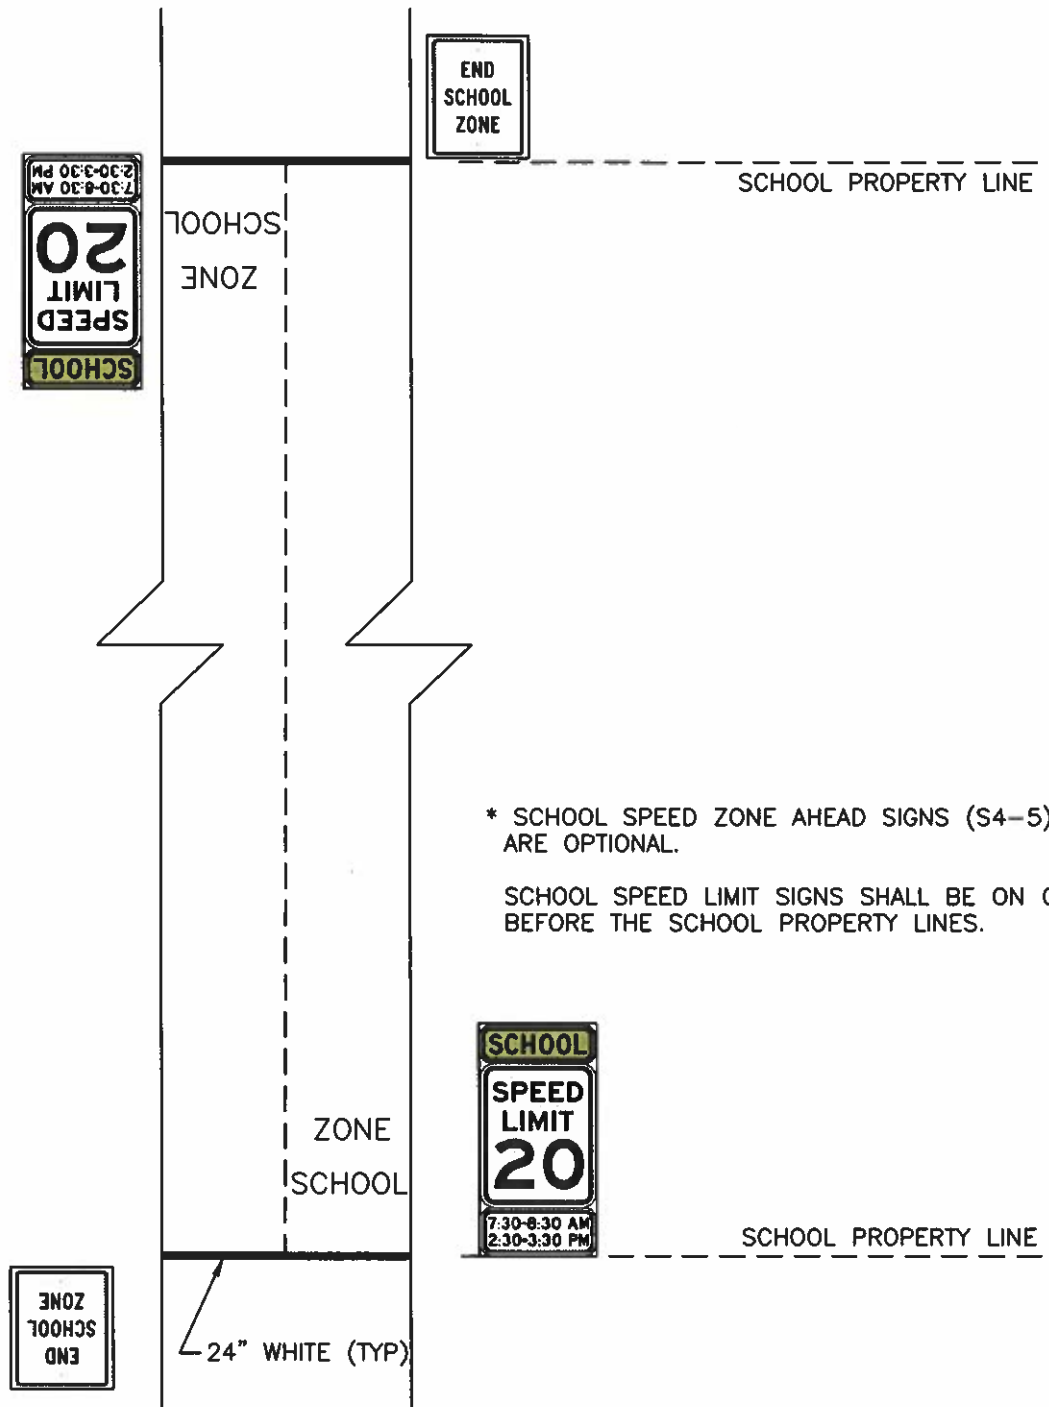 END
SCHOOL
ZONE
SCHOOL PROPERTY LINE
SCHOOL
SPEED
LIMIT
20
7:30-8:30 AM
2:30-3:30 PM
SCHOOL
ZONE
* SCHOOL SPEED ZONE AHEAD SIGNS (S4-5)
ARE OPTIONAL.
SCHOOL SPEED LIMIT SIGNS SHALL BE ON
BEFORE THE SCHOOL PROPERTY LINES.
SCHOOL
SPEED
LIMIT
20
7:30-8:30 AM
2:30-3:30 PM
ZONE
SCHOOL
SCHOOL PROPERTY LINE
END
SCHOOL
ZONE
24" WHITE (TYP)